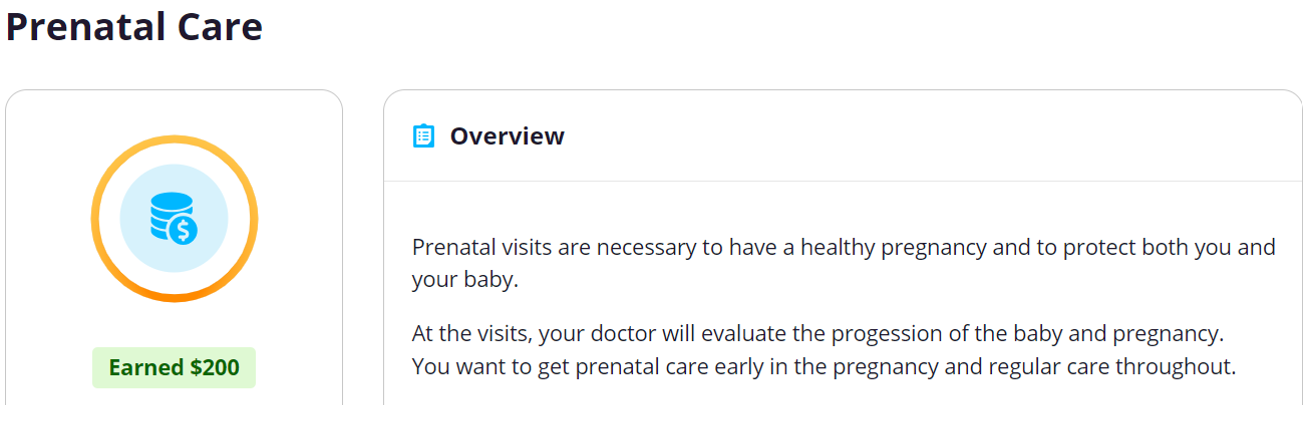 Prenatal Care
Overview
Prenatal visits are necessary to have a healthy pregnancy and to protect both you and
your baby.
At the visits, your doctor will evaluate the progession of the baby and pregnancy.
You want to get prenatal care early in the pregnancy and regular care throughout.
$
Earned $200